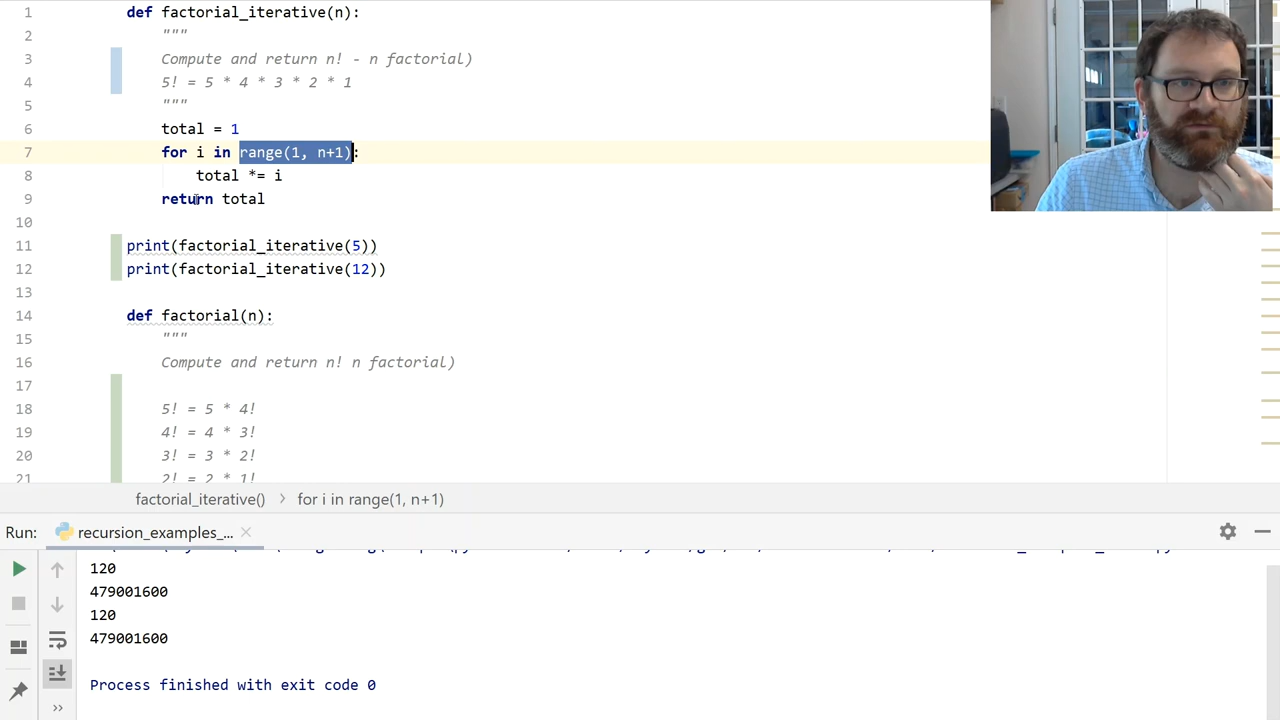 1 def factorial_iterative(n):
2 """
3 Compute and return n! - n factorial)
4 5! = 5 * 4 * 3 * 2 * 1
5 """
6 total = 1
7 for i in range(1, n+1):
8 total *= i
9 return total
10
11 print(factorial_iterative(5))
12 print(factorial_iterative(12))
13
14 def factorial(n):
15 """
16 Compute and return n! n factorial)
17
18 5! = 5 * 4!
19 4! = 4 * 3!
20 3! = 3 * 2!
21 2! = 2 * 1!
factorial_iterative() > for i in range(1, n+1)
Run: recursion_examples_...
120
479001600
120
479001600
Process finished with exit code 0